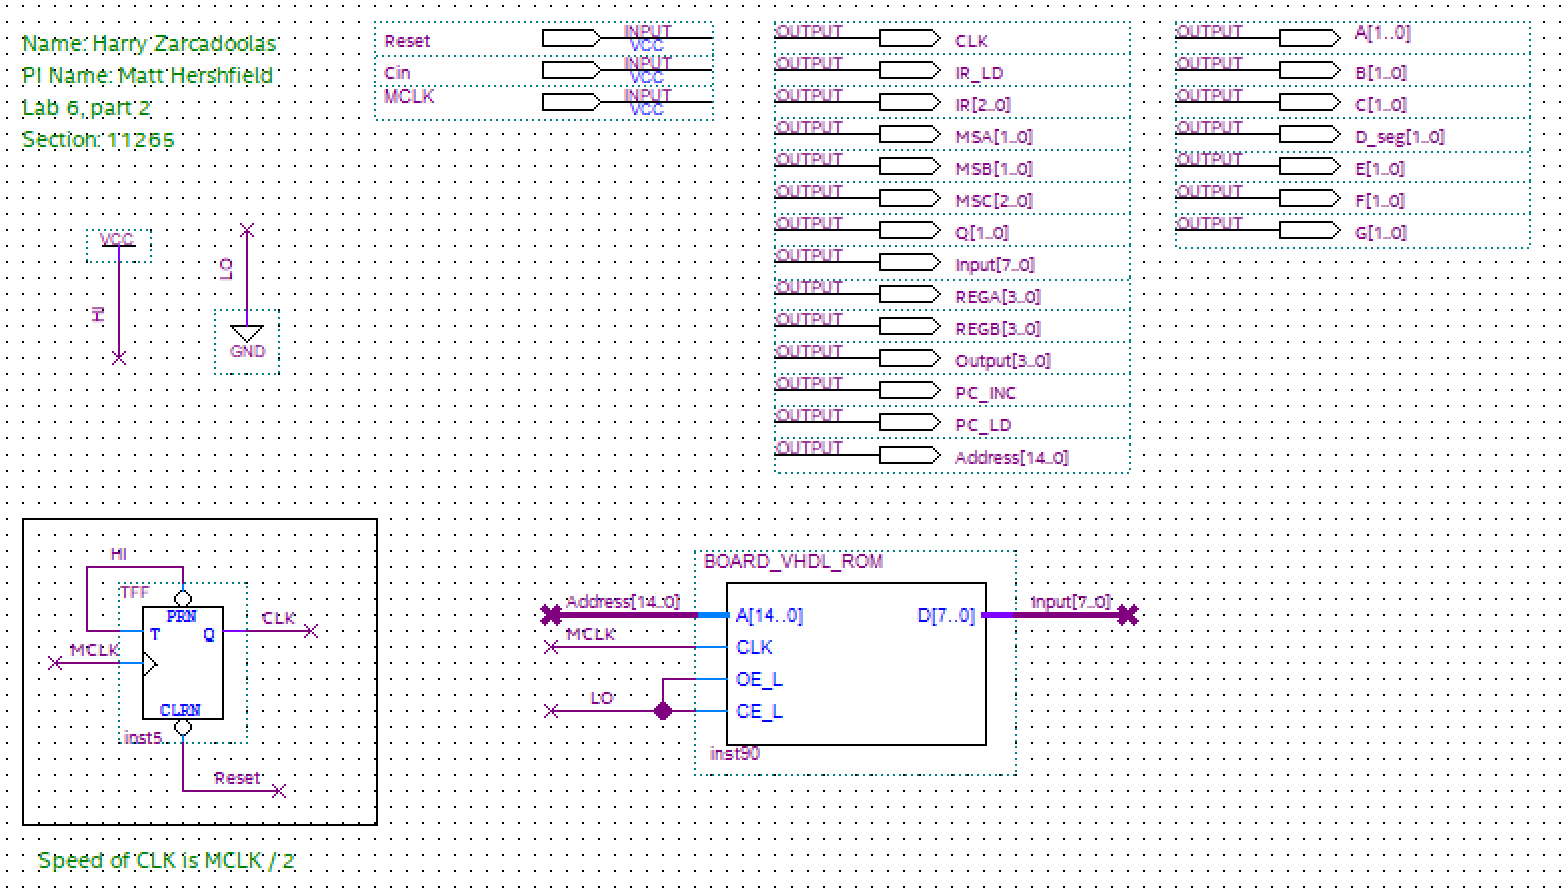 Name: Harry Zarcadoolas
PI Name: Matt Hershfield
Lab 6, part 2
Section: 11265
Reset INPUT VCC
Cin INPUT VCC
MCLK INPUT VCC
OUTPUT CLK
OUTPUT IR_LD
OUTPUT IR[2..0]
OUTPUT MSA[1..0]
OUTPUT MSB[1..0]
OUTPUT MSC[2..0]
OUTPUT Q[1..0]
OUTPUT Input[7..0]
OUTPUT REGA[3..0]
OUTPUT REGB[3..0]
OUTPUT Output[3..0]
OUTPUT PC_INC
OUTPUT PC_LD
OUTPUT Address[14..0]
OUTPUT A[1..0]
OUTPUT B[1..0]
OUTPUT C[1..0]
OUTPUT D_seg[1..0]
OUTPUT E[1..0]
OUTPUT F[1..0]
OUTPUT G[1..0]
VCC
HI
LO
GND
HI
TFF
PRN
T Q
CLK
MCLK
CLRN
inst5
Reset
Speed of CLK is MCLK / 2
BOARD_VHDL_ROM
Address[14..0] A[14..0] D[7..0] Input[7..0]
MCLK CLK
OE_L
LO CE_L
inst90